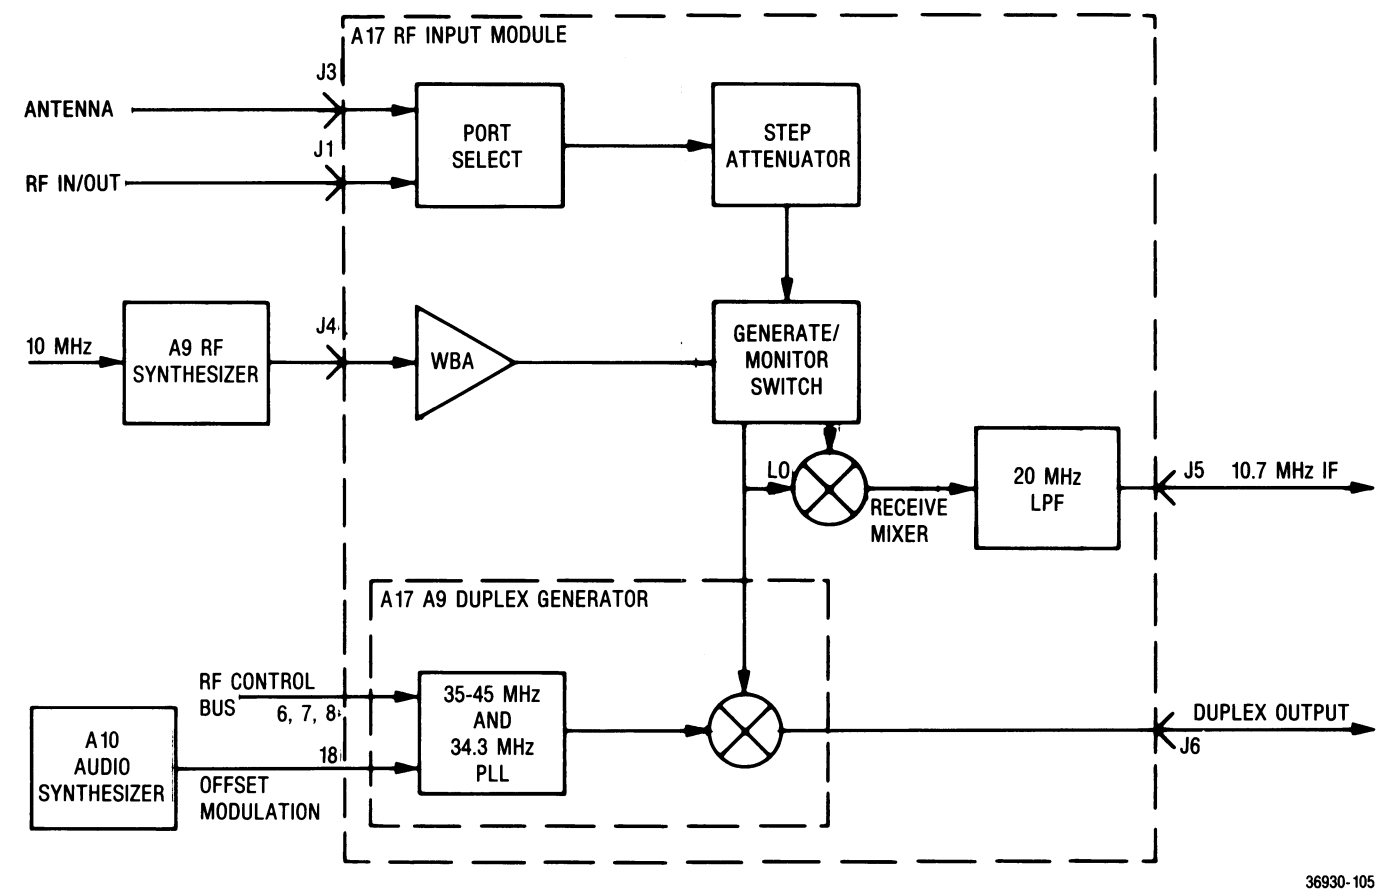 A17 RF INPUT MODULE
J3
ANTENNA
PORT
SELECT
STEP
ATTENUATOR
J1
RF IN/OUT
J4
10 MHz
A9 RF
SYNTHESIZER
WBA
GENERATE/
MONITOR
SWITCH
LO
RECEIVE
MIXER
20 MHz
LPF
J5 10.7 MHz IF
A17 A9 DUPLEX GENERATOR
RF CONTROL
BUS
6, 7, 8
35-45 MHz
AND
34.3 MHz
PLL
A10
AUDIO
SYNTHESIZER
18
OFFSET
MODULATION
DUPLEX OUTPUT
J6
36930-105